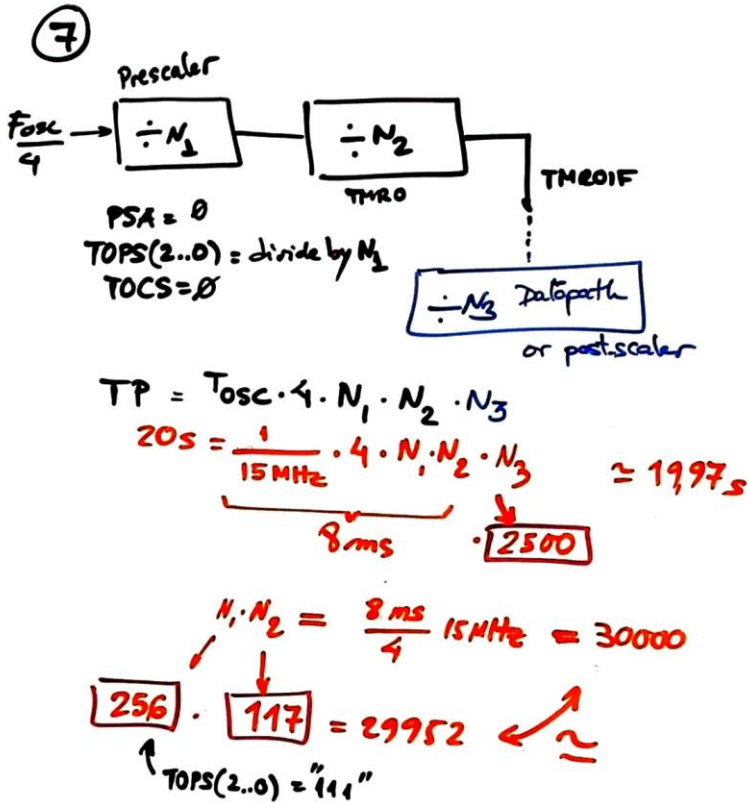 7
Prescaler
Fosc/4 → ÷N₁ ÷N₂
TMR0
TMR0IF
PSA = 0
TOPS(2..0) = divide by N₁
TOCS = 0
÷N₃ Datapath
or post-scaler
TP = Tosc · 4 · N₁ · N₂ · N₃
20s = 1/15MHz · 4 · N₁ · N₂ · N₃ ≃ 19,97s
8ms · 2500
N₁ · N₂ = 8ms/4 15MHz = 30000
256 · 117 = 29952 ≃
TOPS(2..0) = "111"